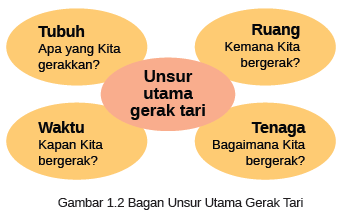 Tubuh
Apa yang Kita
gerakkan?
Ruang
Kemana Kita
bergerak?
Unsur
utama
gerak tari
Waktu
Kapan Kita
bergerak?
Tenaga
Bagaimana Kita
bergerak?
Gambar 1.2 Bagan Unsur Utama Gerak Tari